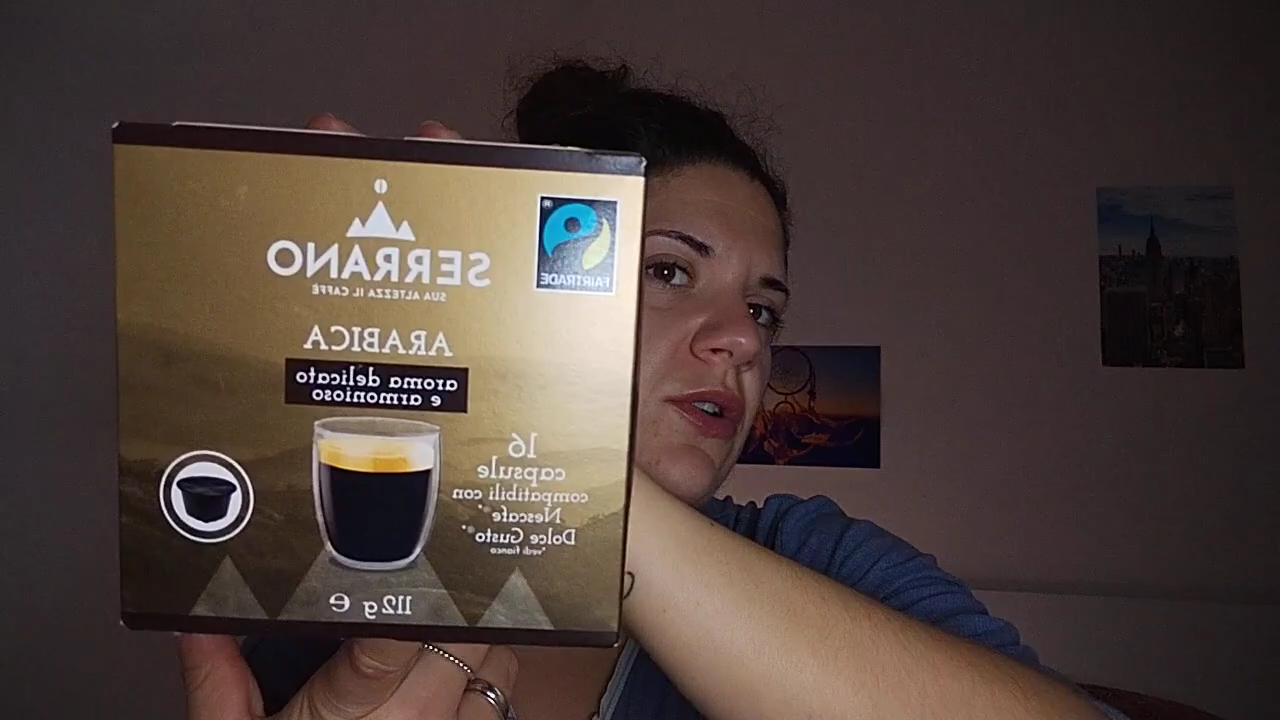 SERRANO
SUA ALTEZZA IL CAFFÈ
FAIRTRADE
®
ARABICA
aroma delicato
e armonioso
16
capsule
compatibili con
Nescafé*
Dolce Gusto*
*vedi fianco
112 g e